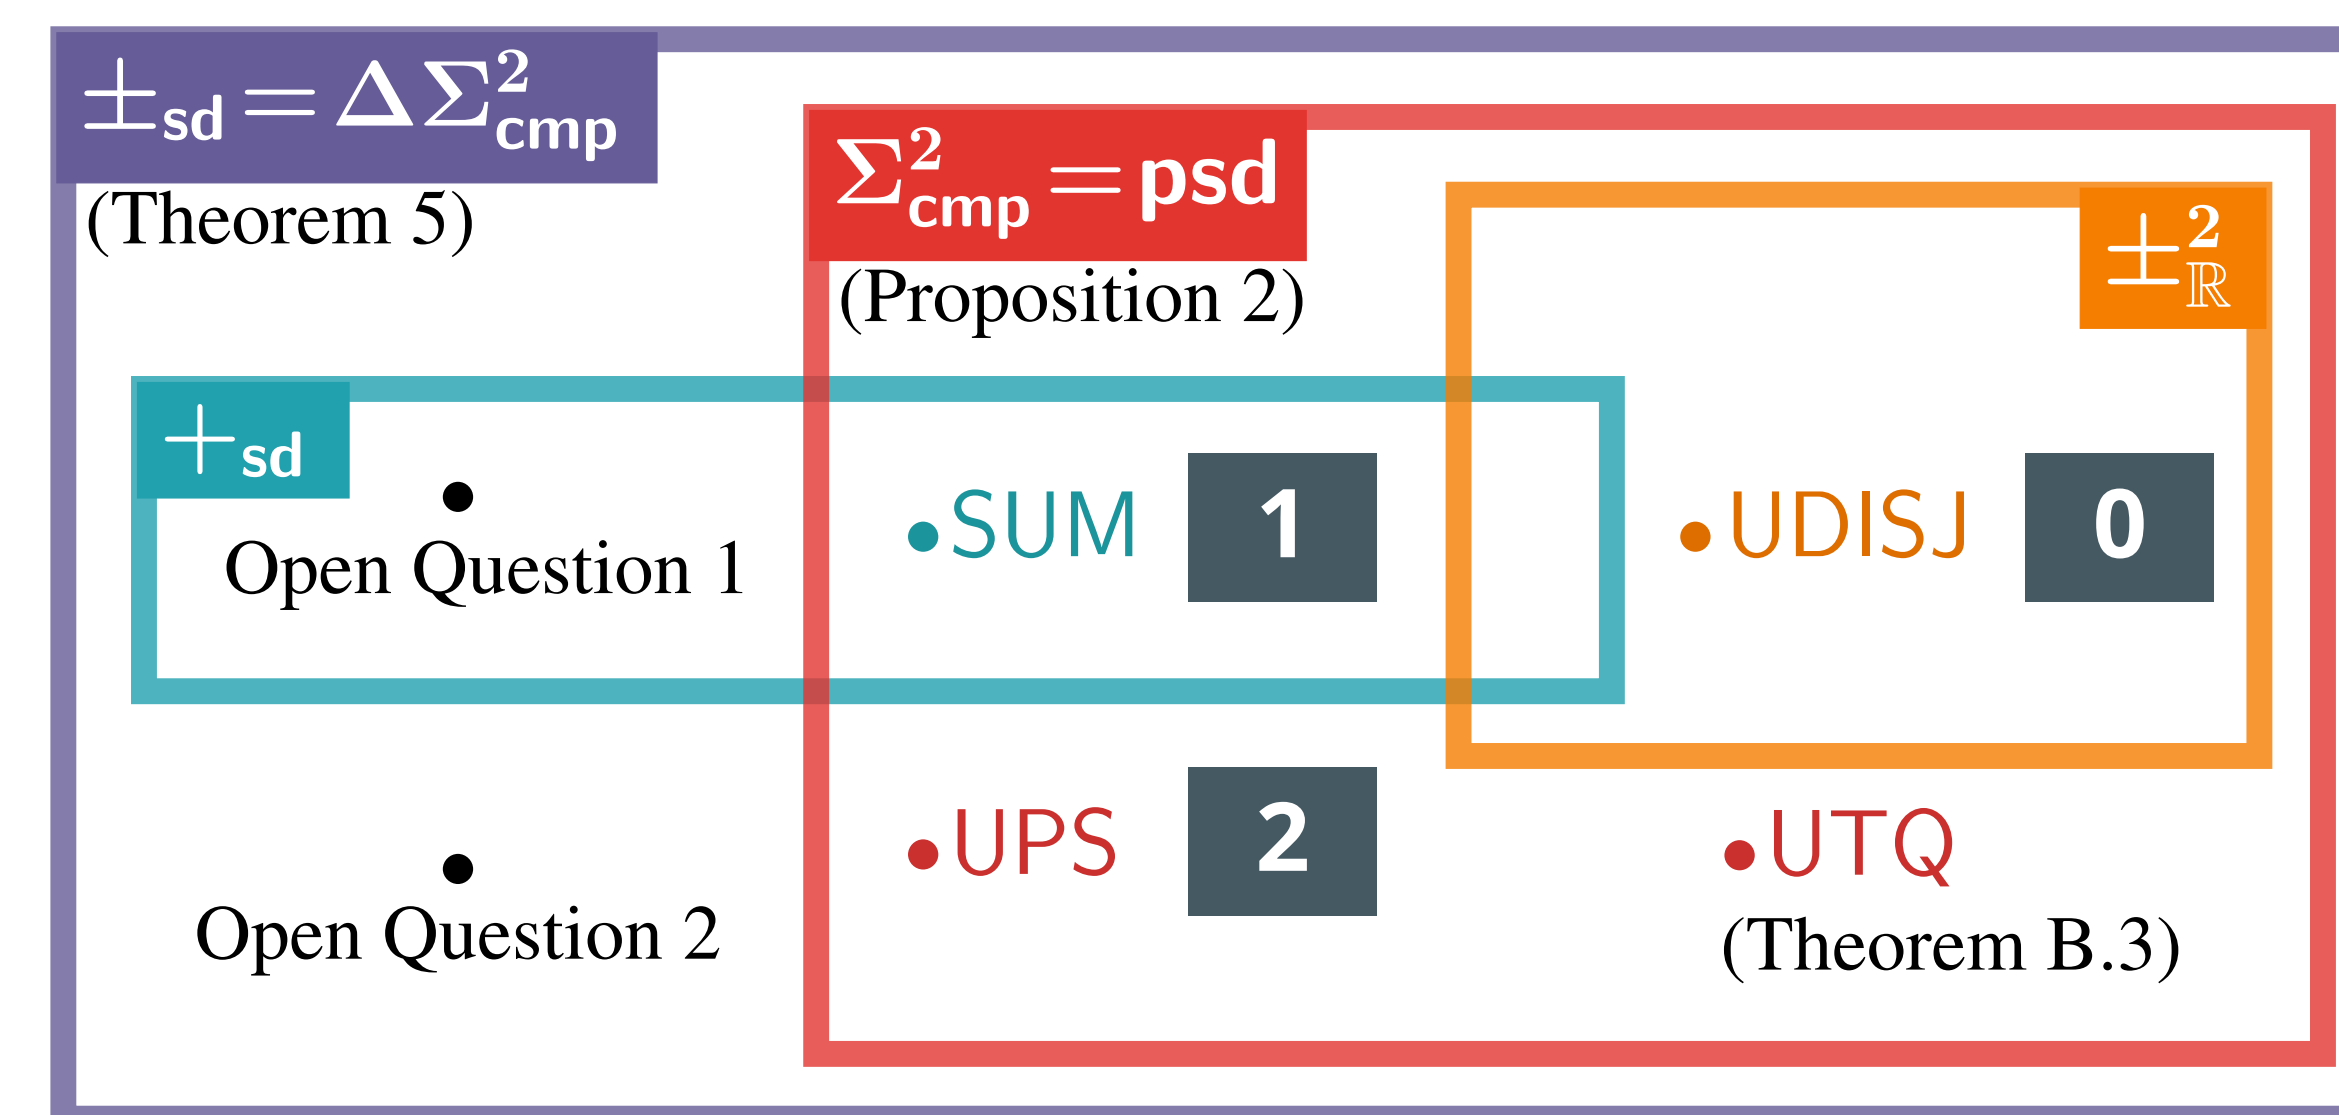 ±sd = ΔΣ²cmp
(Theorem 5)
Σ²cmp = psd
(Proposition 2)
±²ℝ
+sd
Open Question 1
SUM 1
UDISJ 0
UPS 2
UTQ
(Theorem B.3)
Open Question 2